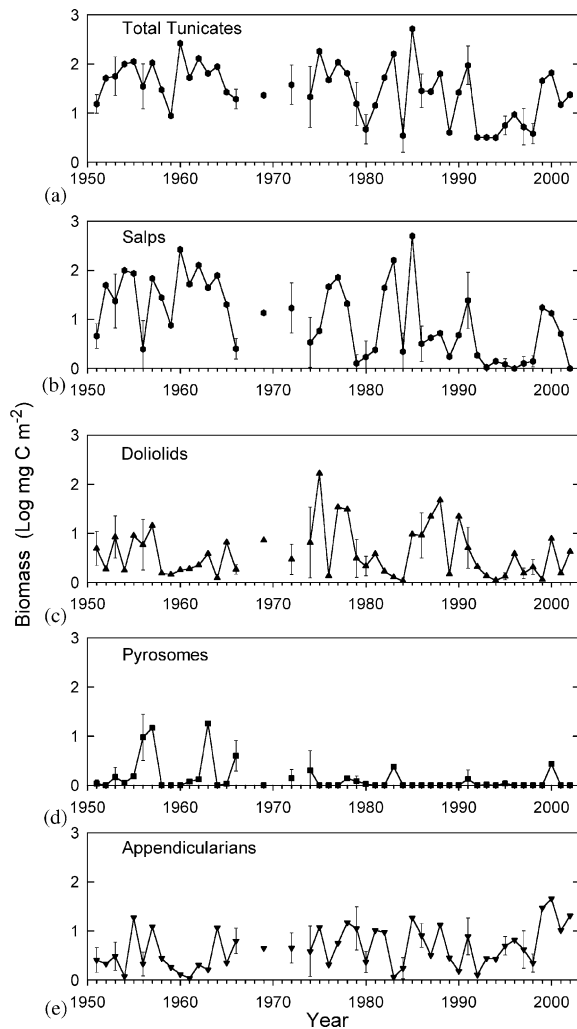 Total Tunicates
3
2
1
0
1950 1960 1970 1980 1990 2000
(a)
Salps
3
2
1
0
1950 1960 1970 1980 1990 2000
(b)
Doliolids
3
2
1
0
1950 1960 1970 1980 1990 2000
(c)
Biomass (Log mg C m-2)
Pyrosomes
3
2
1
0
1950 1960 1970 1980 1990 2000
(d)
Appendicularians
3
2
1
0
1950 1960 1970 1980 1990 2000
(e)
Year